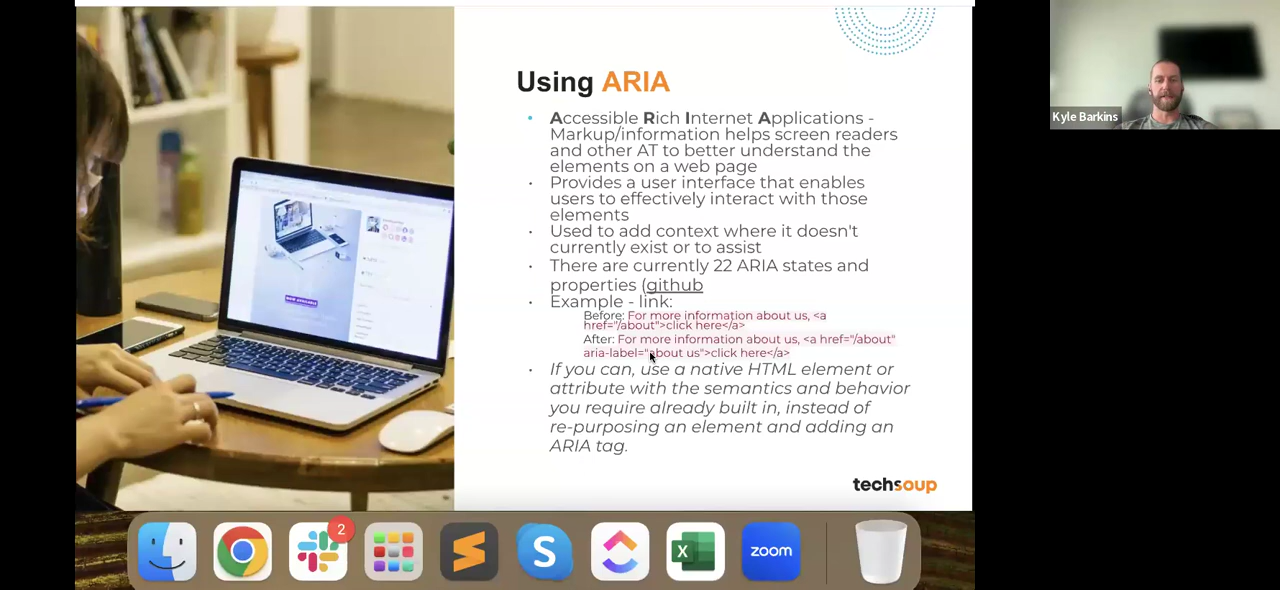 Using ARIA
Accessible Rich Internet Applications -
Markup/information helps screen readers
and other AT to better understand the
elements on a web page
Provides a user interface that enables
users to effectively interact with those
elements
Used to add context where it doesn't
currently exist or to assist
There are currently 22 ARIA states and
properties (github
Example - link:
Before: For more information about us, <a
href="/about">click here</a>
After: For more information about us, <a href="/about"
aria-label="about us">click here</a>
If you can, use a native HTML element or
attribute with the semantics and behavior
you require already built in, instead of
re-purposing an element and adding an
ARIA tag.
techsoup
Kyle Barkins
2
S
X
zoom